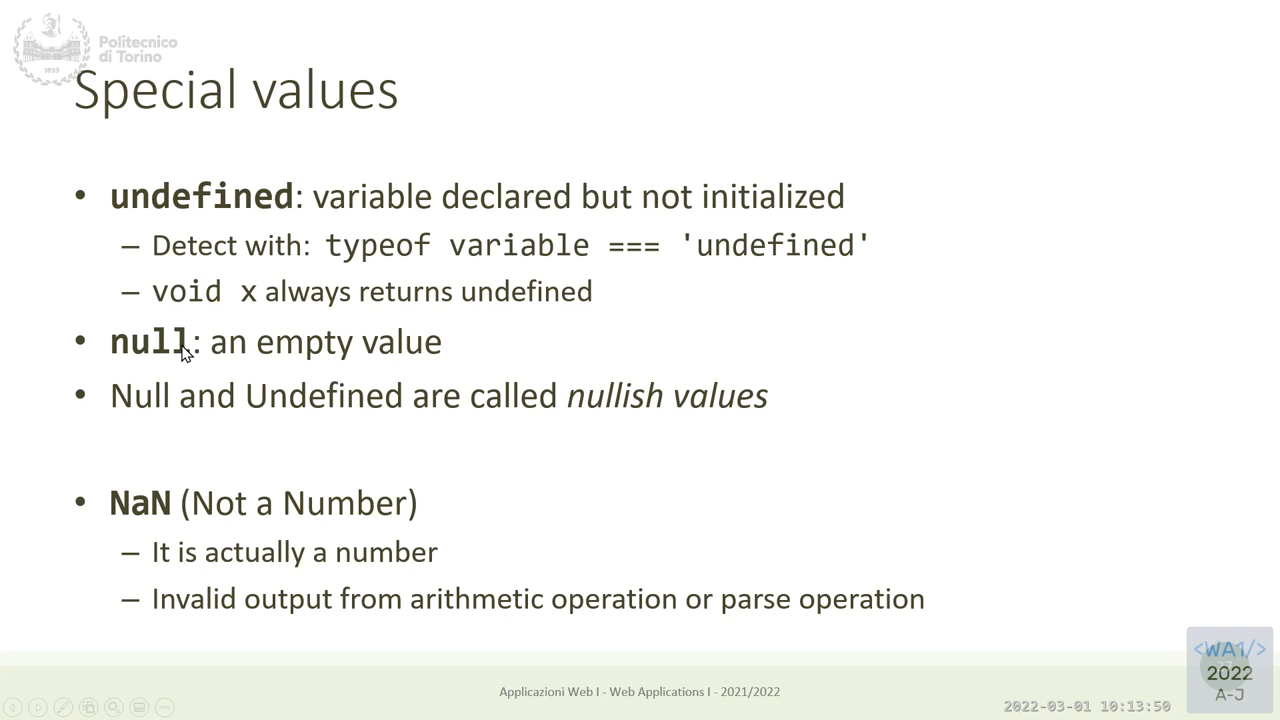 Politecnico
di Torino
1859
Special values
• undefined: variable declared but not initialized
– Detect with: typeof variable === 'undefined'
– void x always returns undefined
• null: an empty value
• Null and Undefined are called nullish values
• NaN (Not a Number)
– It is actually a number
– Invalid output from arithmetic operation or parse operation
Applicazioni Web I - Web Applications I - 2021/2022
2022-03-01 10:13:50
<WA1/>
2022
A-J